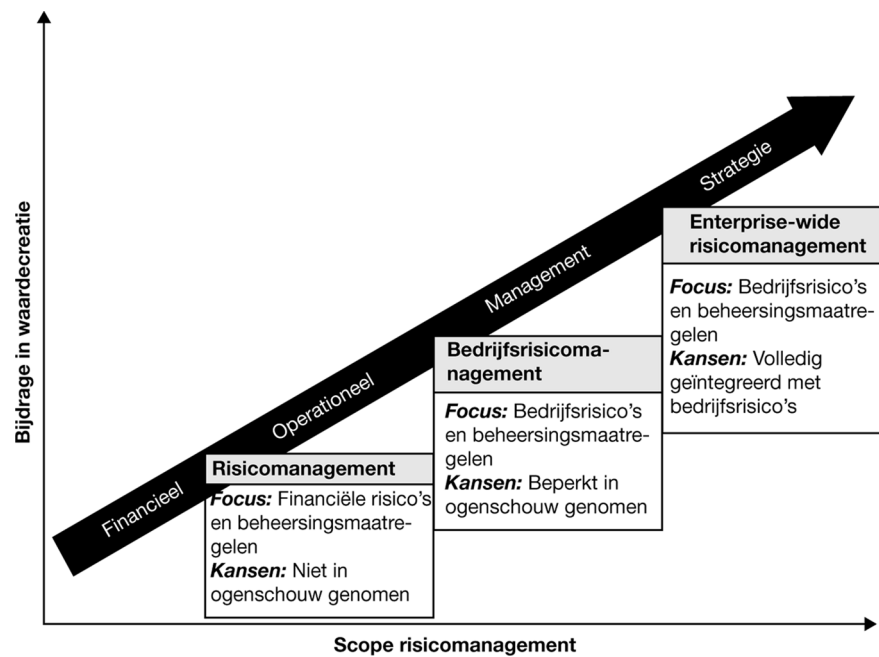 Bijdrage in waardecreatie
Financieel
Operationeel
Management
Strategie
Risicomanagement
Focus: Financiële risico's
en beheersingsmaatre-
gelen
Kansen: Niet in
ogenschouw genomen
Bedrijfsrisicoma-
nagement
Focus: Bedrijfsrisico's
en beheersingsmaatre-
gelen
Kansen: Beperkt in
ogenschouw genomen
Enterprise-wide
risicomanagement
Focus: Bedrijfsrisico's
en beheersingsmaatre-
gelen
Kansen: Volledig
geïntegreerd met
bedrijfsrisico's
Scope risicomanagement